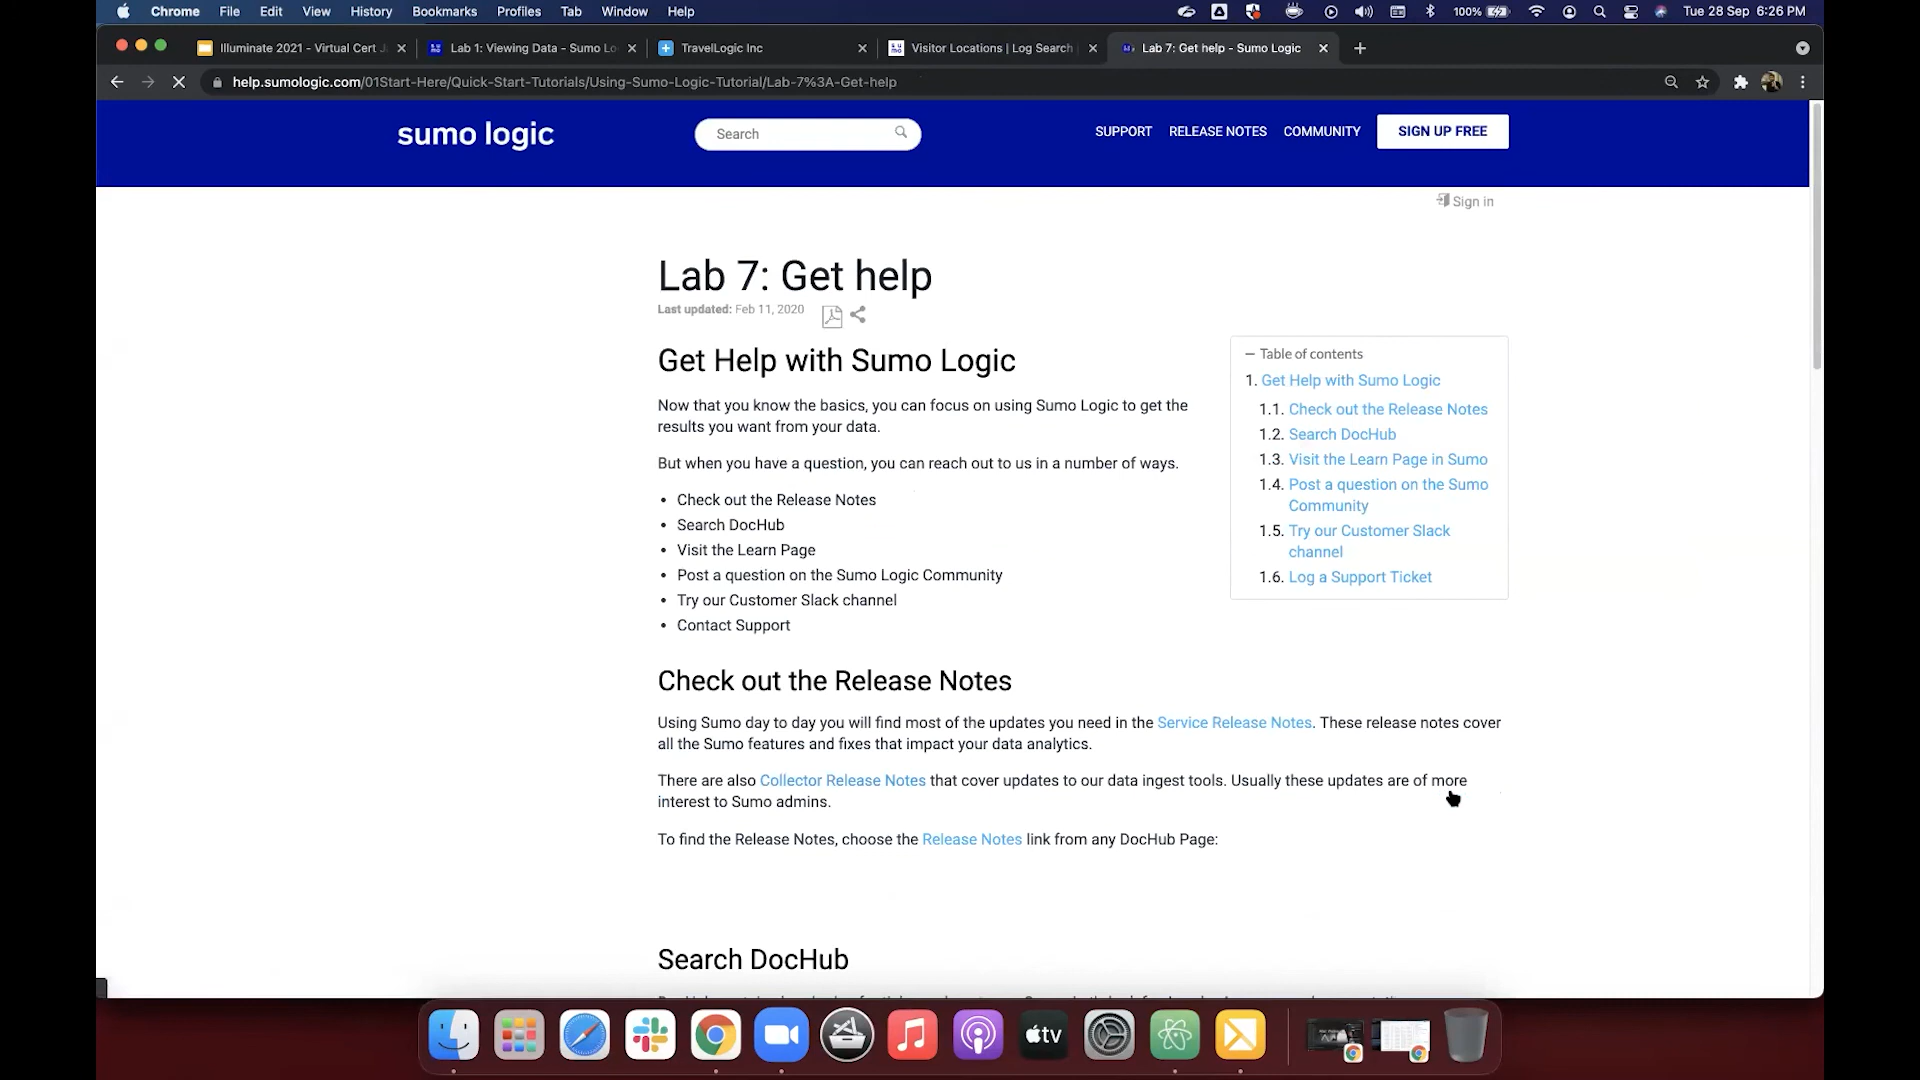 Chrome File Edit View History Bookmarks Profiles Tab Window Help 100% Tue 28 Sep 6:26 PM
Illuminate 2021 - Virtual Cert J Lab 1: Viewing Data - Sumo Lo TravelLogic Inc Visitor Locations | Log Search Lab 7: Get help - Sumo Logic
help.sumologic.com/01Start-Here/Quick-Start-Tutorials/Using-Sumo-Logic-Tutorial/Lab-7%3A-Get-help
sumo logic Search SUPPORT RELEASE NOTES COMMUNITY SIGN UP FREE
Sign in
Lab 7: Get help
Last updated: Feb 11, 2020
Get Help with Sumo Logic
Now that you know the basics, you can focus on using Sumo Logic to get the
results you want from your data.
But when you have a question, you can reach out to us in a number of ways.
• Check out the Release Notes
• Search DocHub
• Visit the Learn Page
• Post a question on the Sumo Logic Community
• Try our Customer Slack channel
• Contact Support
— Table of contents
1. Get Help with Sumo Logic
1.1. Check out the Release Notes
1.2. Search DocHub
1.3. Visit the Learn Page in Sumo
1.4. Post a question on the Sumo
Community
1.5. Try our Customer Slack
channel
1.6. Log a Support Ticket
Check out the Release Notes
Using Sumo day to day you will find most of the updates you need in the Service Release Notes. These release notes cover
all the Sumo features and fixes that impact your data analytics.
There are also Collector Release Notes that cover updates to our data ingest tools. Usually these updates are of more
interest to Sumo admins.
To find the Release Notes, choose the Release Notes link from any DocHub Page:
Search DocHub
tv